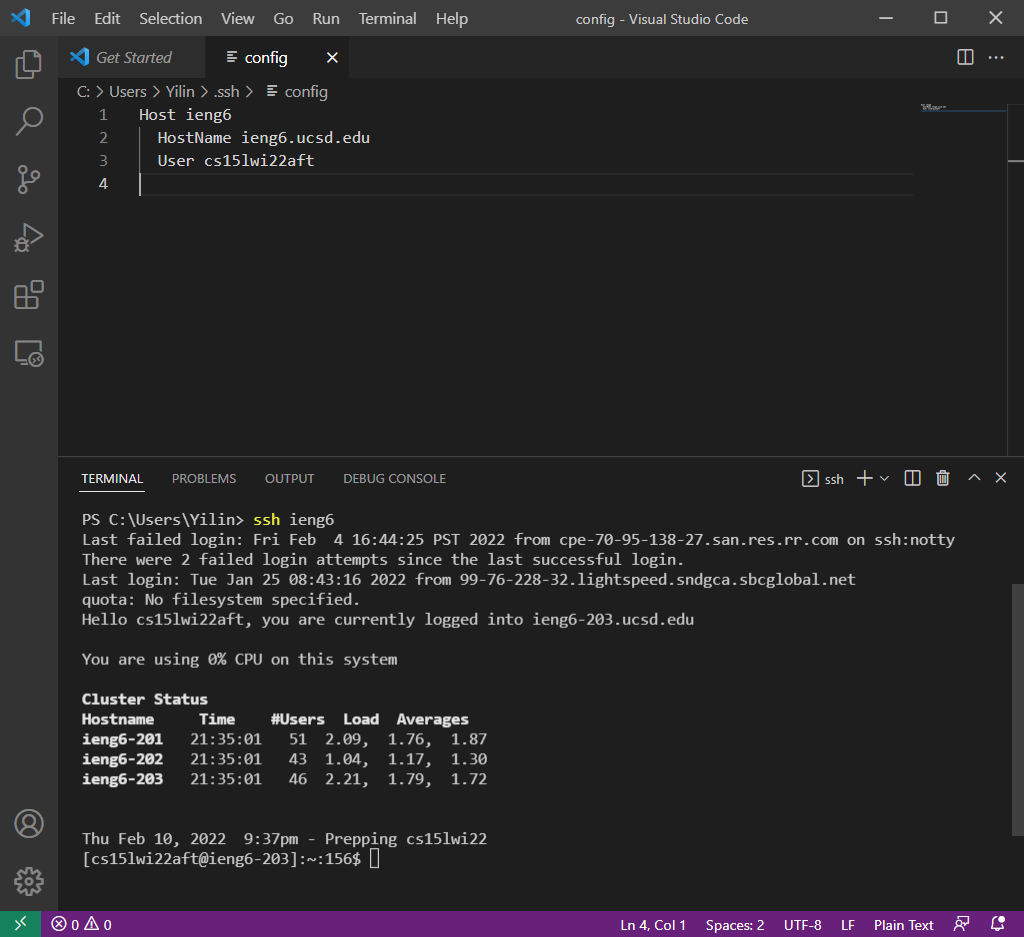 File Edit Selection View Go Run Terminal Help config - Visual Studio Code
Get Started config
C: > Users > Yilin > .ssh > config
1 Host ieng6
2 HostName ieng6.ucsd.edu
3 User cs15lwi22aft
4
TERMINAL PROBLEMS OUTPUT DEBUG CONSOLE ssh
PS C:\Users\Yilin> ssh ieng6
Last failed login: Fri Feb  4 16:44:25 PST 2022 from cpe-70-95-138-27.san.res.rr.com on ssh:notty
There were 2 failed login attempts since the last successful login.
Last login: Tue Jan 25 08:43:16 2022 from 99-76-228-32.lightspeed.sndgca.sbcglobal.net
quota: No filesystem specified.
Hello cs15lwi22aft, you are currently logged into ieng6-203.ucsd.edu
You are using 0% CPU on this system
Cluster Status
Hostname     Time    #Users  Load  Averages
ieng6-201   21:35:01   51  2.09,  1.76,  1.87
ieng6-202   21:35:01   43  1.04,  1.17,  1.30
ieng6-203   21:35:01   46  2.21,  1.79,  1.72
Thu Feb 10, 2022  9:37pm - Prepping cs15lwi22
[cs15lwi22aft@ieng6-203]:~:156$
0 0 Ln 4, Col 1 Spaces: 2 UTF-8 LF Plain Text